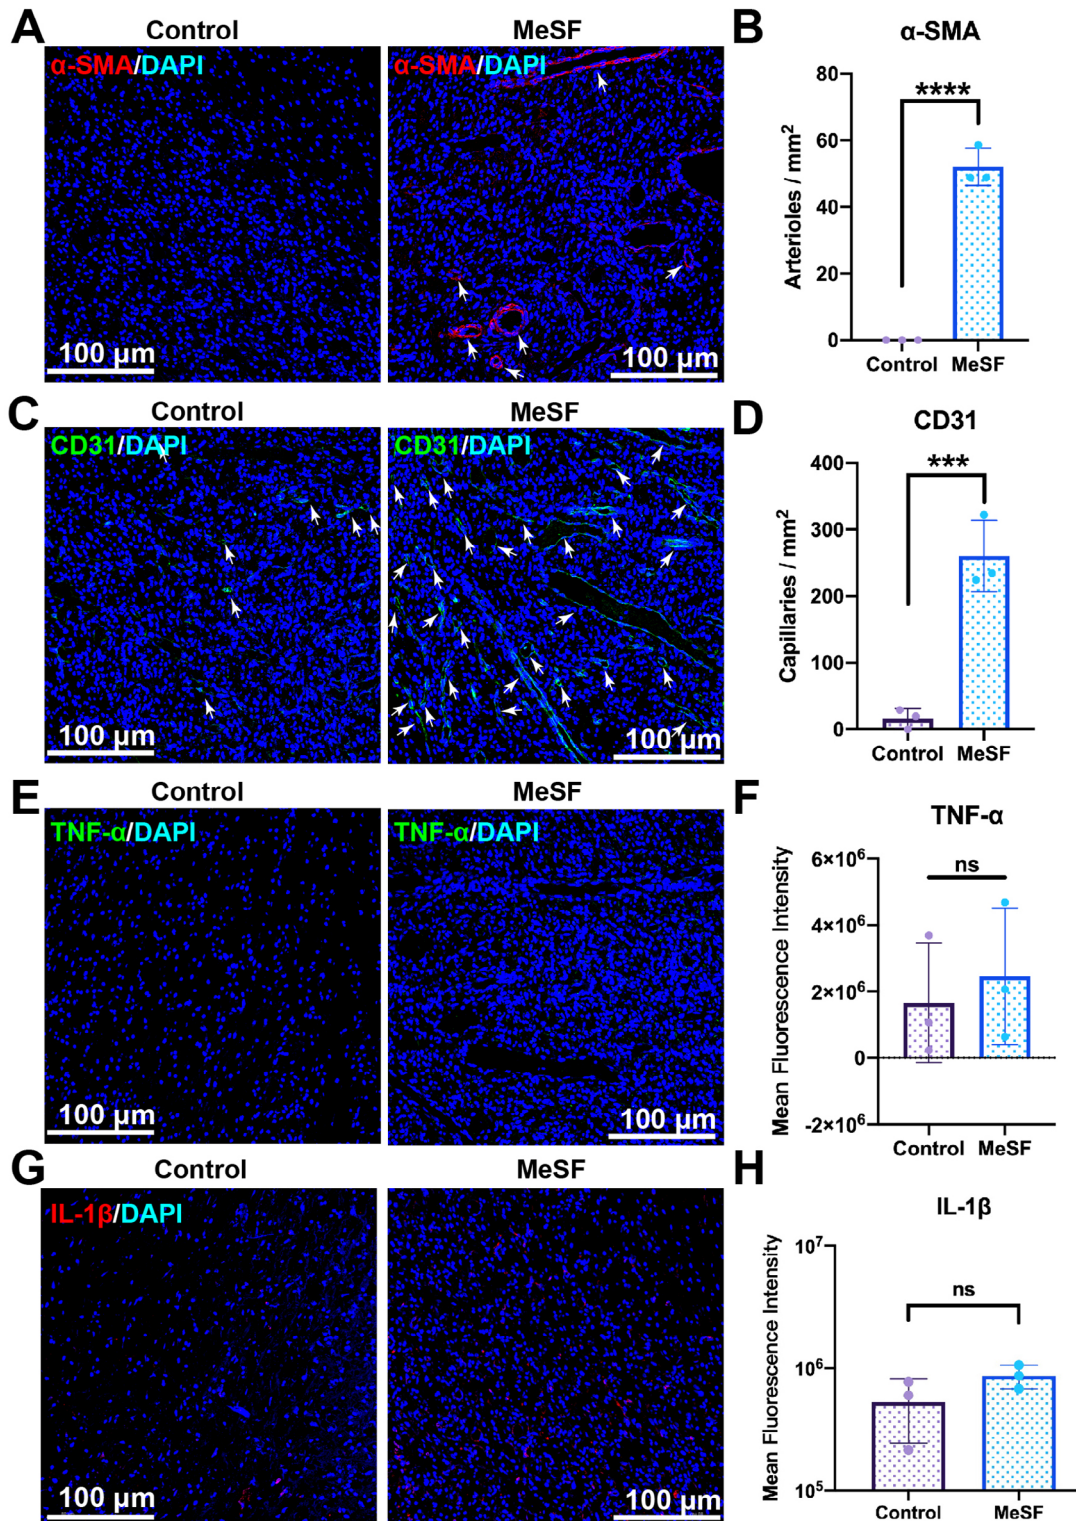 A
Control
MeSF
α-SMA/DAPI
α-SMA/DAPI
100 µm
100 µm
B
α-SMA
Arterioles / mm²
80
60
40
20
0
****
Control
MeSF
C
Control
MeSF
CD31/DAPI
CD31/DAPI
100 µm
100 µm
D
CD31
Capillaries / mm²
400
300
200
100
0
***
Control
MeSF
E
Control
MeSF
TNF-α/DAPI
TNF-α/DAPI
100 µm
100 µm
F
TNF-α
Mean Fluorescence Intensity
6×10⁶
4×10⁶
2×10⁶
0
-2×10⁶
ns
Control
MeSF
G
Control
MeSF
IL-1β/DAPI
100 µm
100 µm
H
IL-1β
Mean Fluorescence Intensity
10⁷
10⁶
10⁵
ns
Control
MeSF